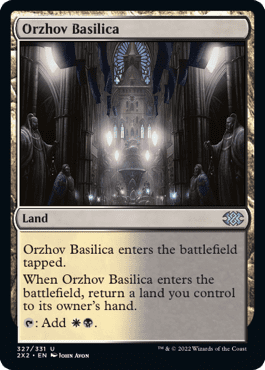 Orzhov Basilica
Land
Orzhov Basilica enters the battlefield
tapped.
When Orzhov Basilica enters the
battlefield, return a land you control
to its owner's hand.
: Add .
327/331 U
2X2 • EN John Avon
™ & © 2022 Wizards of the Coast